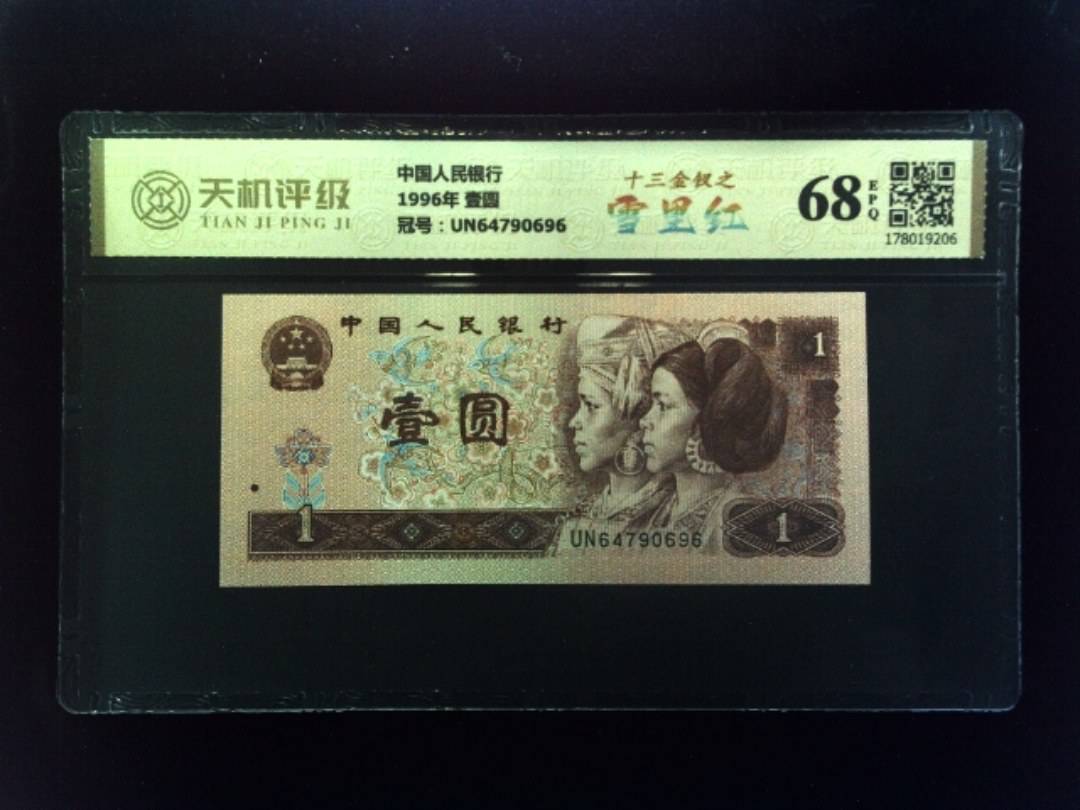 天机评级
TIAN JI PING JI
中国人民银行
1996年 壹圆
冠号：UN64790696
十三金钗之
雪里红
68
EPQ
178019206
中国人民银行
1
壹圆
1
UN64790696
1